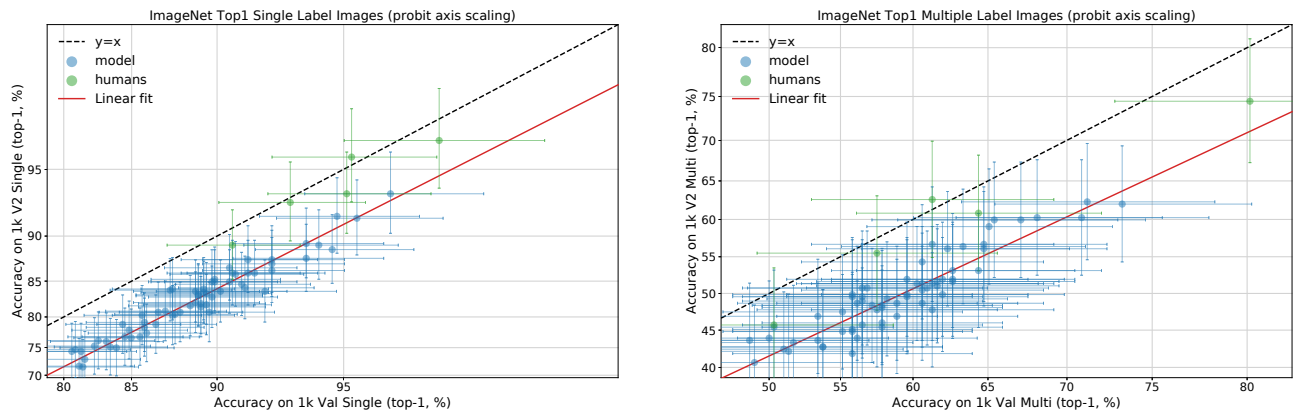 ImageNet Top1 Single Label Images (probit axis scaling)
y=x
model
humans
Linear fit
Accuracy on 1k V2 Single (top-1, %)
95
90
85
80
75
70
80
85
90
95
Accuracy on 1k Val Single (top-1, %)
ImageNet Top1 Multiple Label Images (probit axis scaling)
y=x
model
humans
Linear fit
Accuracy on 1k V2 Multi (top-1, %)
80
75
70
65
60
55
50
45
40
50
55
60
65
70
75
80
Accuracy on 1k Val Multi (top-1, %)